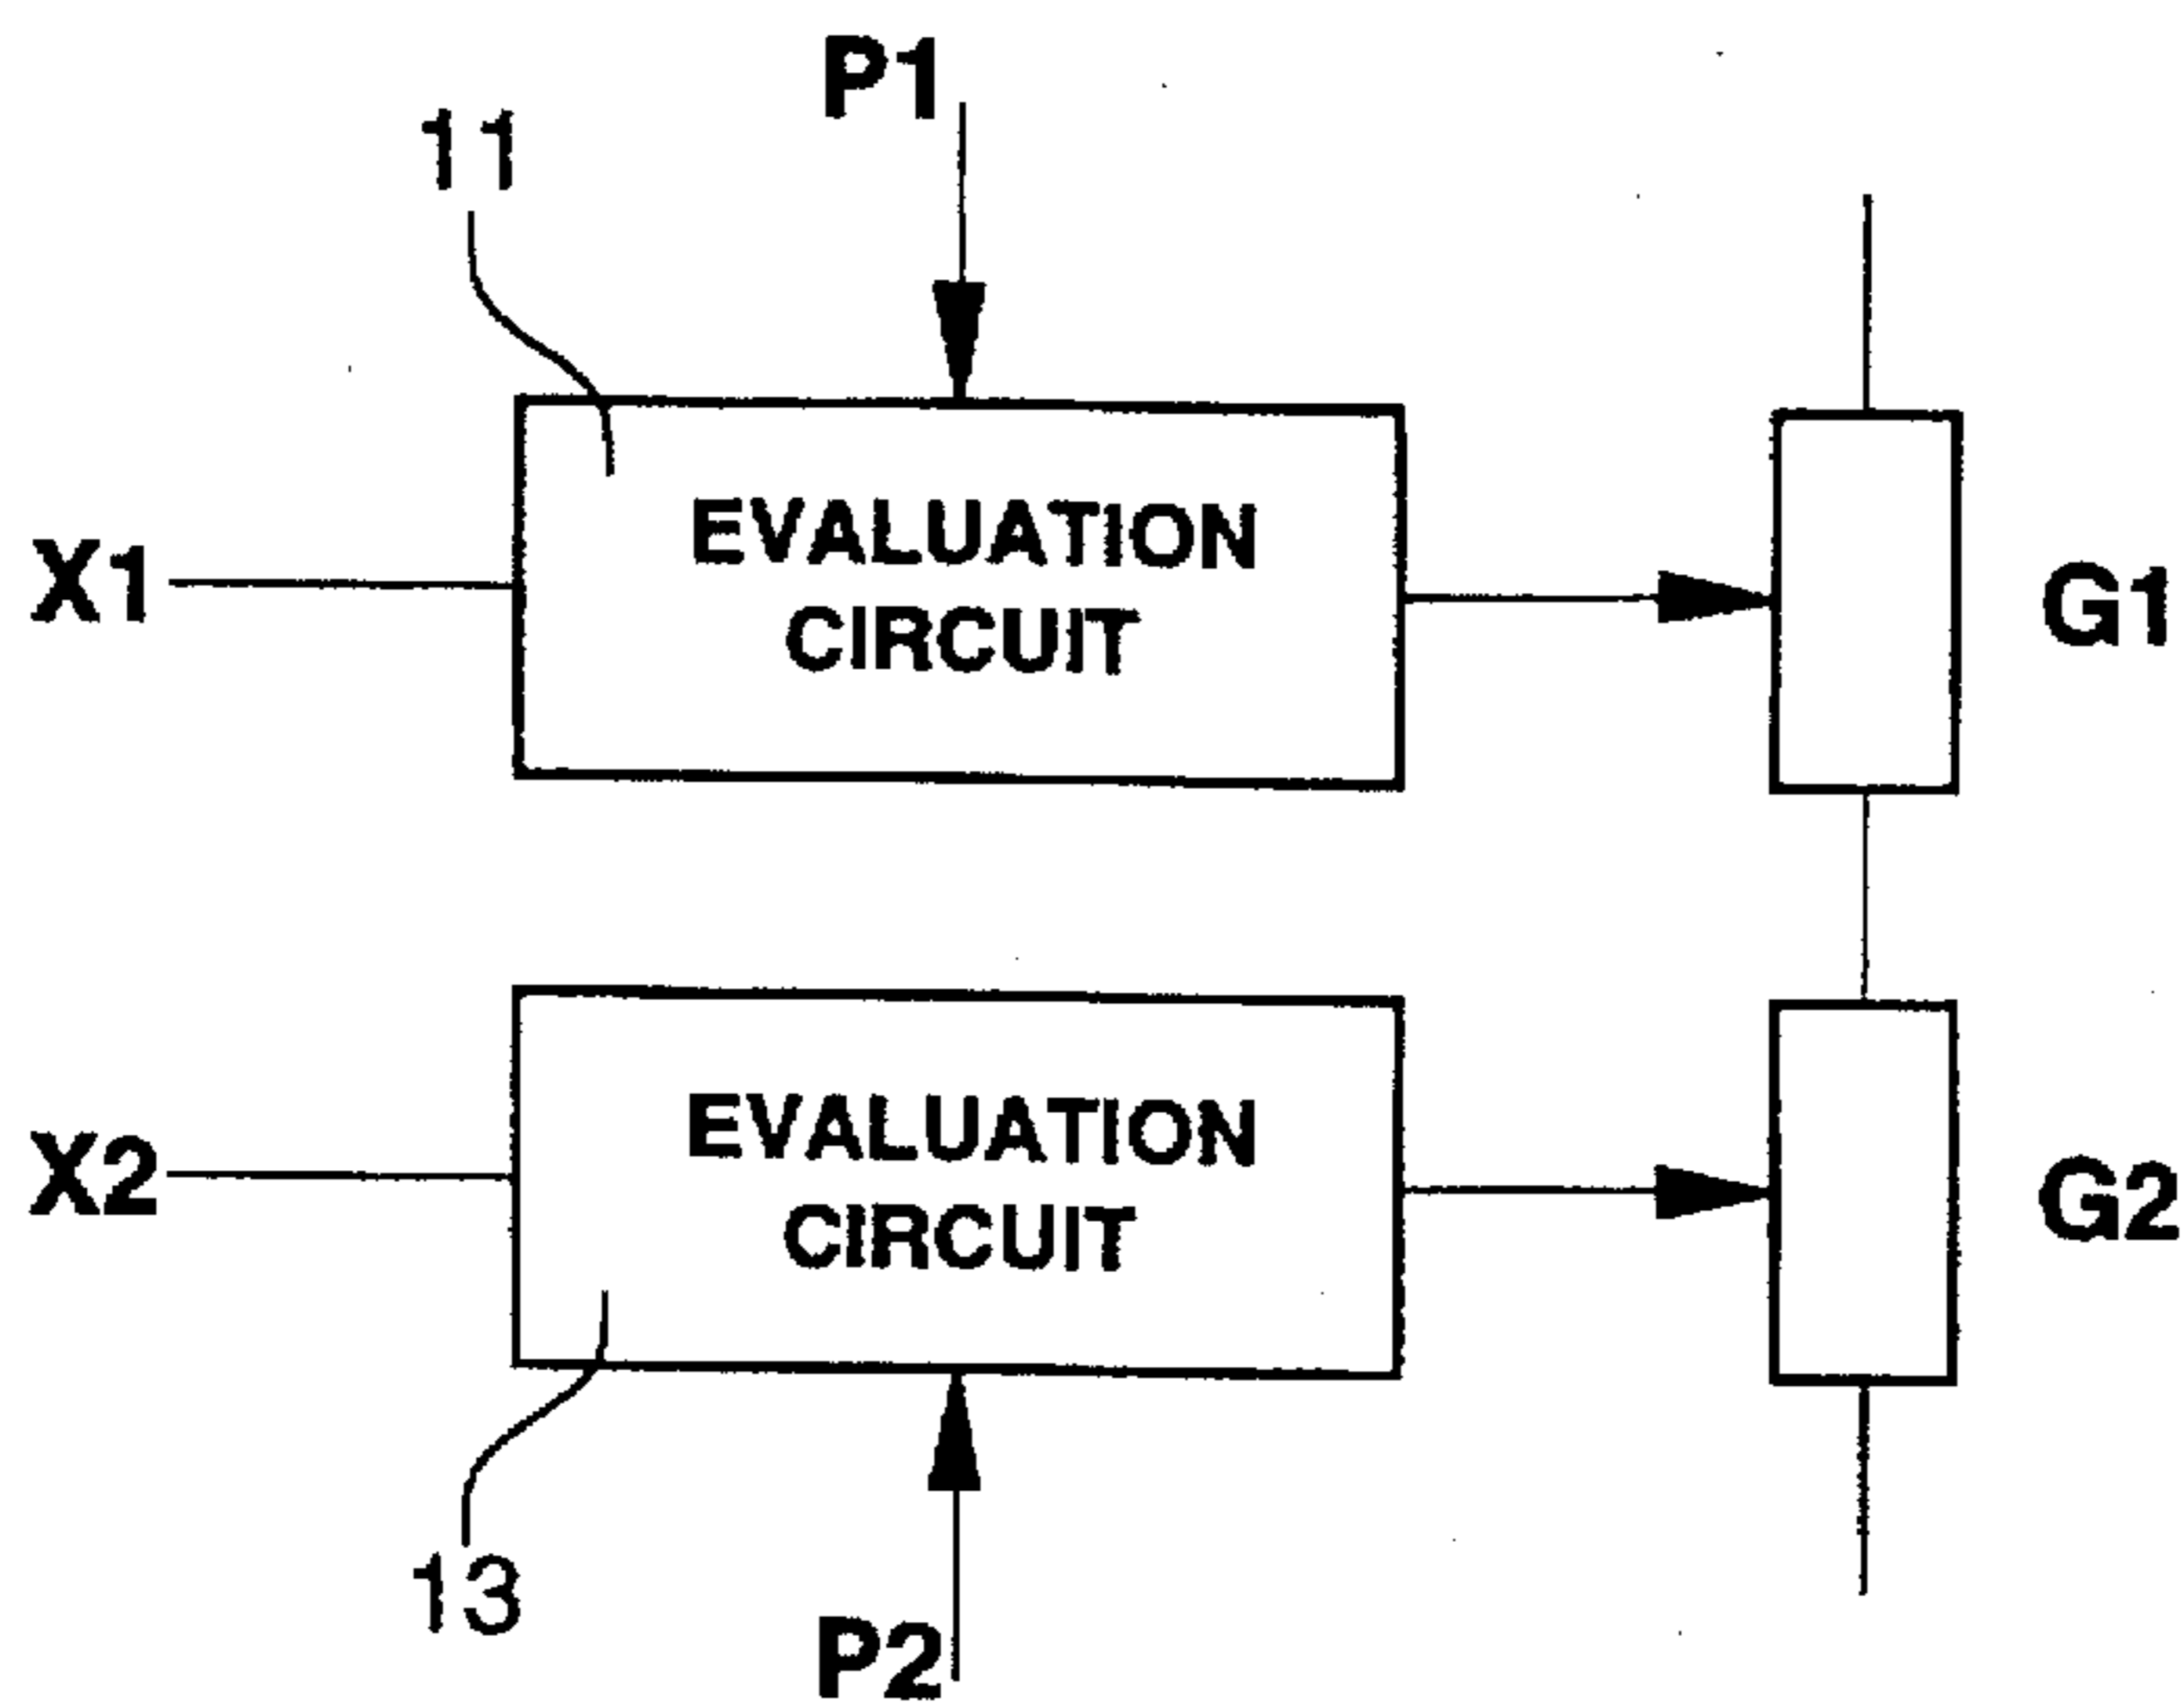 P1
11
EVALUATION
CIRCUIT
X1
G1
EVALUATION
CIRCUIT
X2
G2
13
P2